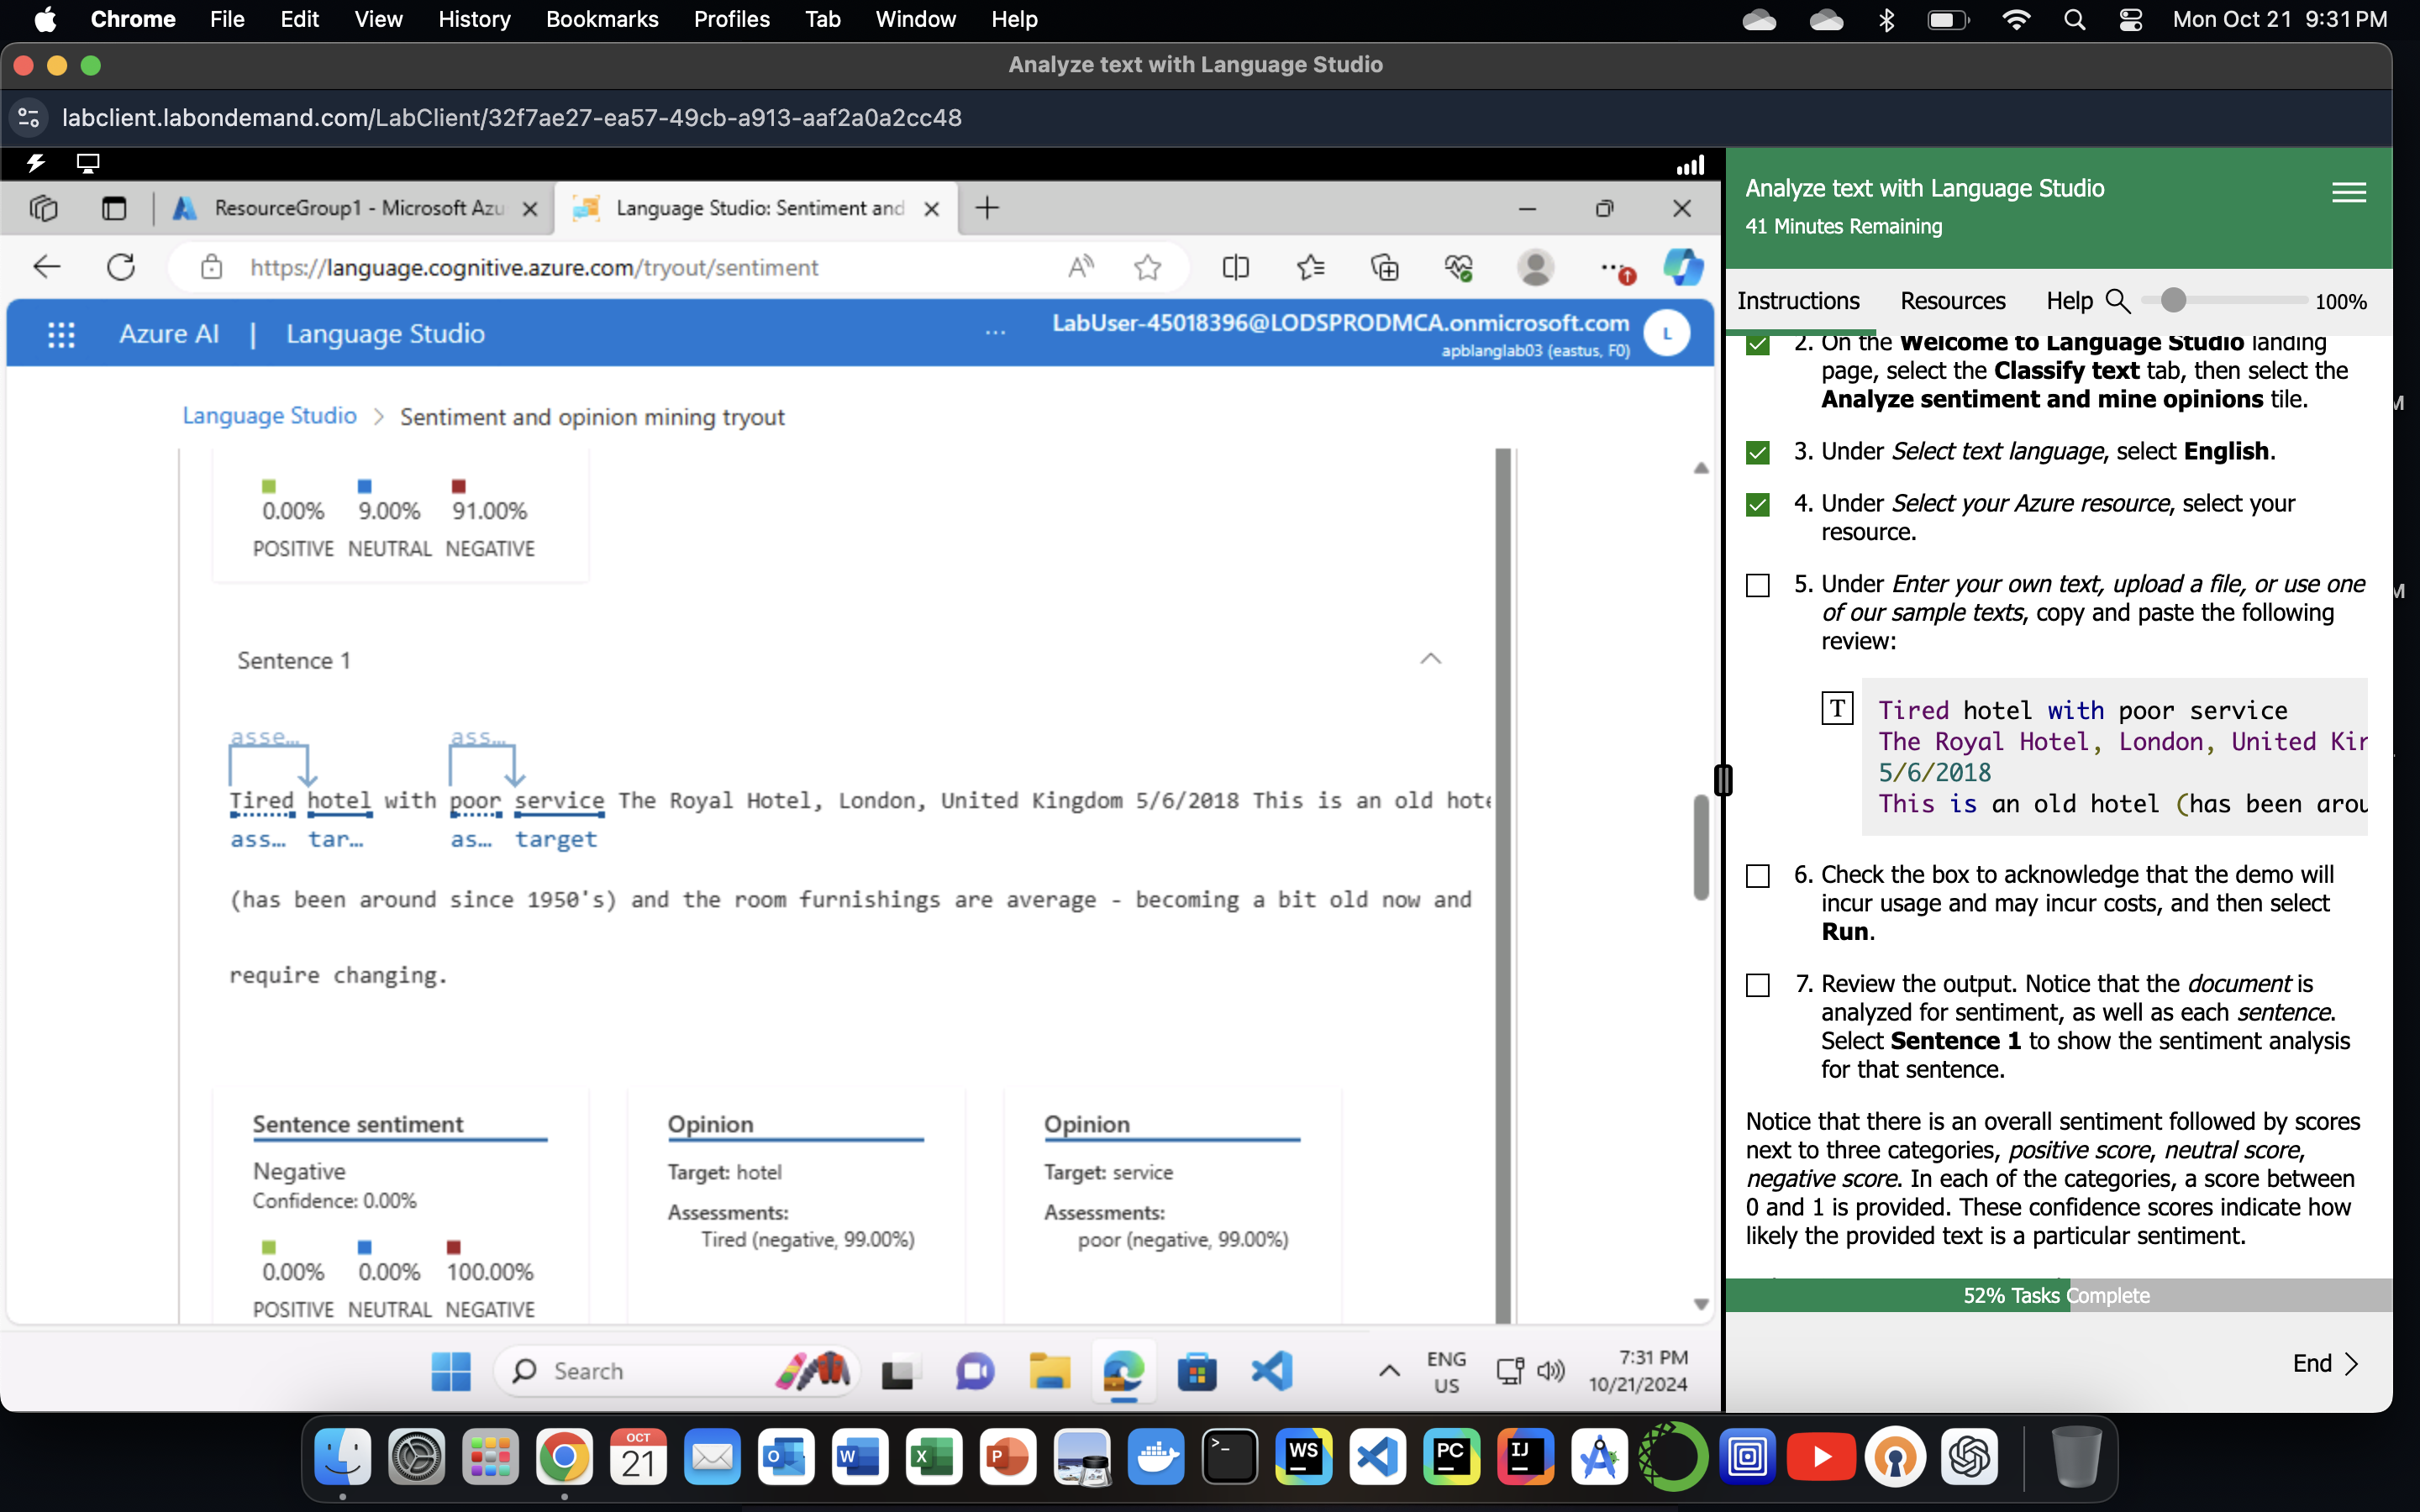 Chrome File Edit View History Bookmarks Profiles Tab Window Help Mon Oct 21 9:31 PM
Analyze text with Language Studio
labclient.labondemand.com/LabClient/32f7ae27-ea57-49cb-a913-aaf2a0a2cc48
ResourceGroup1 - Microsoft Azu
Language Studio: Sentiment and
https://language.cognitive.azure.com/tryout/sentiment
Azure AI | Language Studio
... LabUser-45018396@LODSPRODMCA.onmicrosoft.com
apblanglab03 (eastus, F0)
L
Language Studio > Sentiment and opinion mining tryout
0.00% 9.00% 91.00%
POSITIVE NEUTRAL NEGATIVE
Sentence 1
asse... ass...
Tired hotel with poor service The Royal Hotel, London, United Kingdom 5/6/2018 This is an old hote
ass... tar... as... target
(has been around since 1950's) and the room furnishings are average - becoming a bit old now and
require changing.
Sentence sentiment
Negative
Confidence: 0.00%
0.00% 0.00% 100.00%
POSITIVE NEUTRAL NEGATIVE
Opinion
Target: hotel
Assessments:
Tired (negative, 99.00%)
Opinion
Target: service
Assessments:
poor (negative, 99.00%)
Search
ENG
US
7:31 PM
10/21/2024
Analyze text with Language Studio
41 Minutes Remaining
Instructions Resources Help 100%
2. On the Welcome to Language Studio landing
page, select the Classify text tab, then select the
Analyze sentiment and mine opinions tile.
3. Under Select text language, select English.
4. Under Select your Azure resource, select your
resource.
5. Under Enter your own text, upload a file, or use one
of our sample texts, copy and paste the following
review:
T
Tired hotel with poor service
The Royal Hotel, London, United Kin
5/6/2018
This is an old hotel (has been arou
6. Check the box to acknowledge that the demo will
incur usage and may incur costs, and then select
Run.
7. Review the output. Notice that the document is
analyzed for sentiment, as well as each sentence.
Select Sentence 1 to show the sentiment analysis
for that sentence.
Notice that there is an overall sentiment followed by scores
next to three categories, positive score, neutral score,
negative score. In each of the categories, a score between
0 and 1 is provided. These confidence scores indicate how
likely the provided text is a particular sentiment.
52% Tasks Complete
End >
M
M
OCT
21
O W X P >_ WS PC IJ